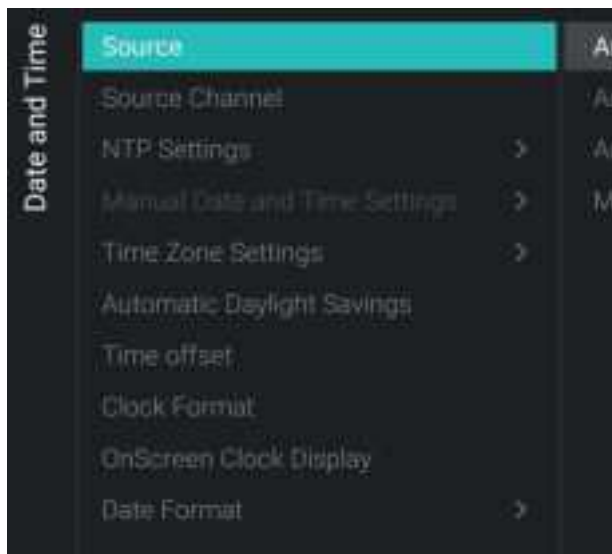 Date and Time
Source
Source Channel
NTP Settings
Manual Date and Time Settings
Time Zone Settings
Automatic Daylight Savings
Time offset
Clock Format
OnScreen Clock Display
Date Format